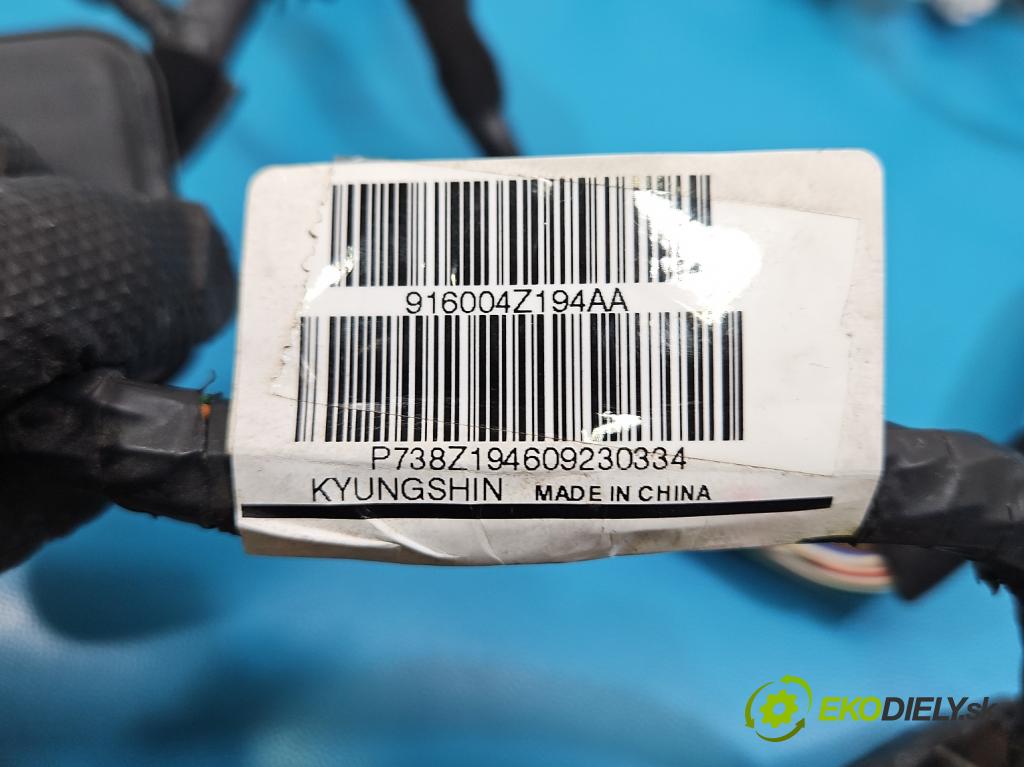 916004Z194AA
P738Z194609230334
KYUNGSHIN MADE IN CHINA
EKODIELY.sk